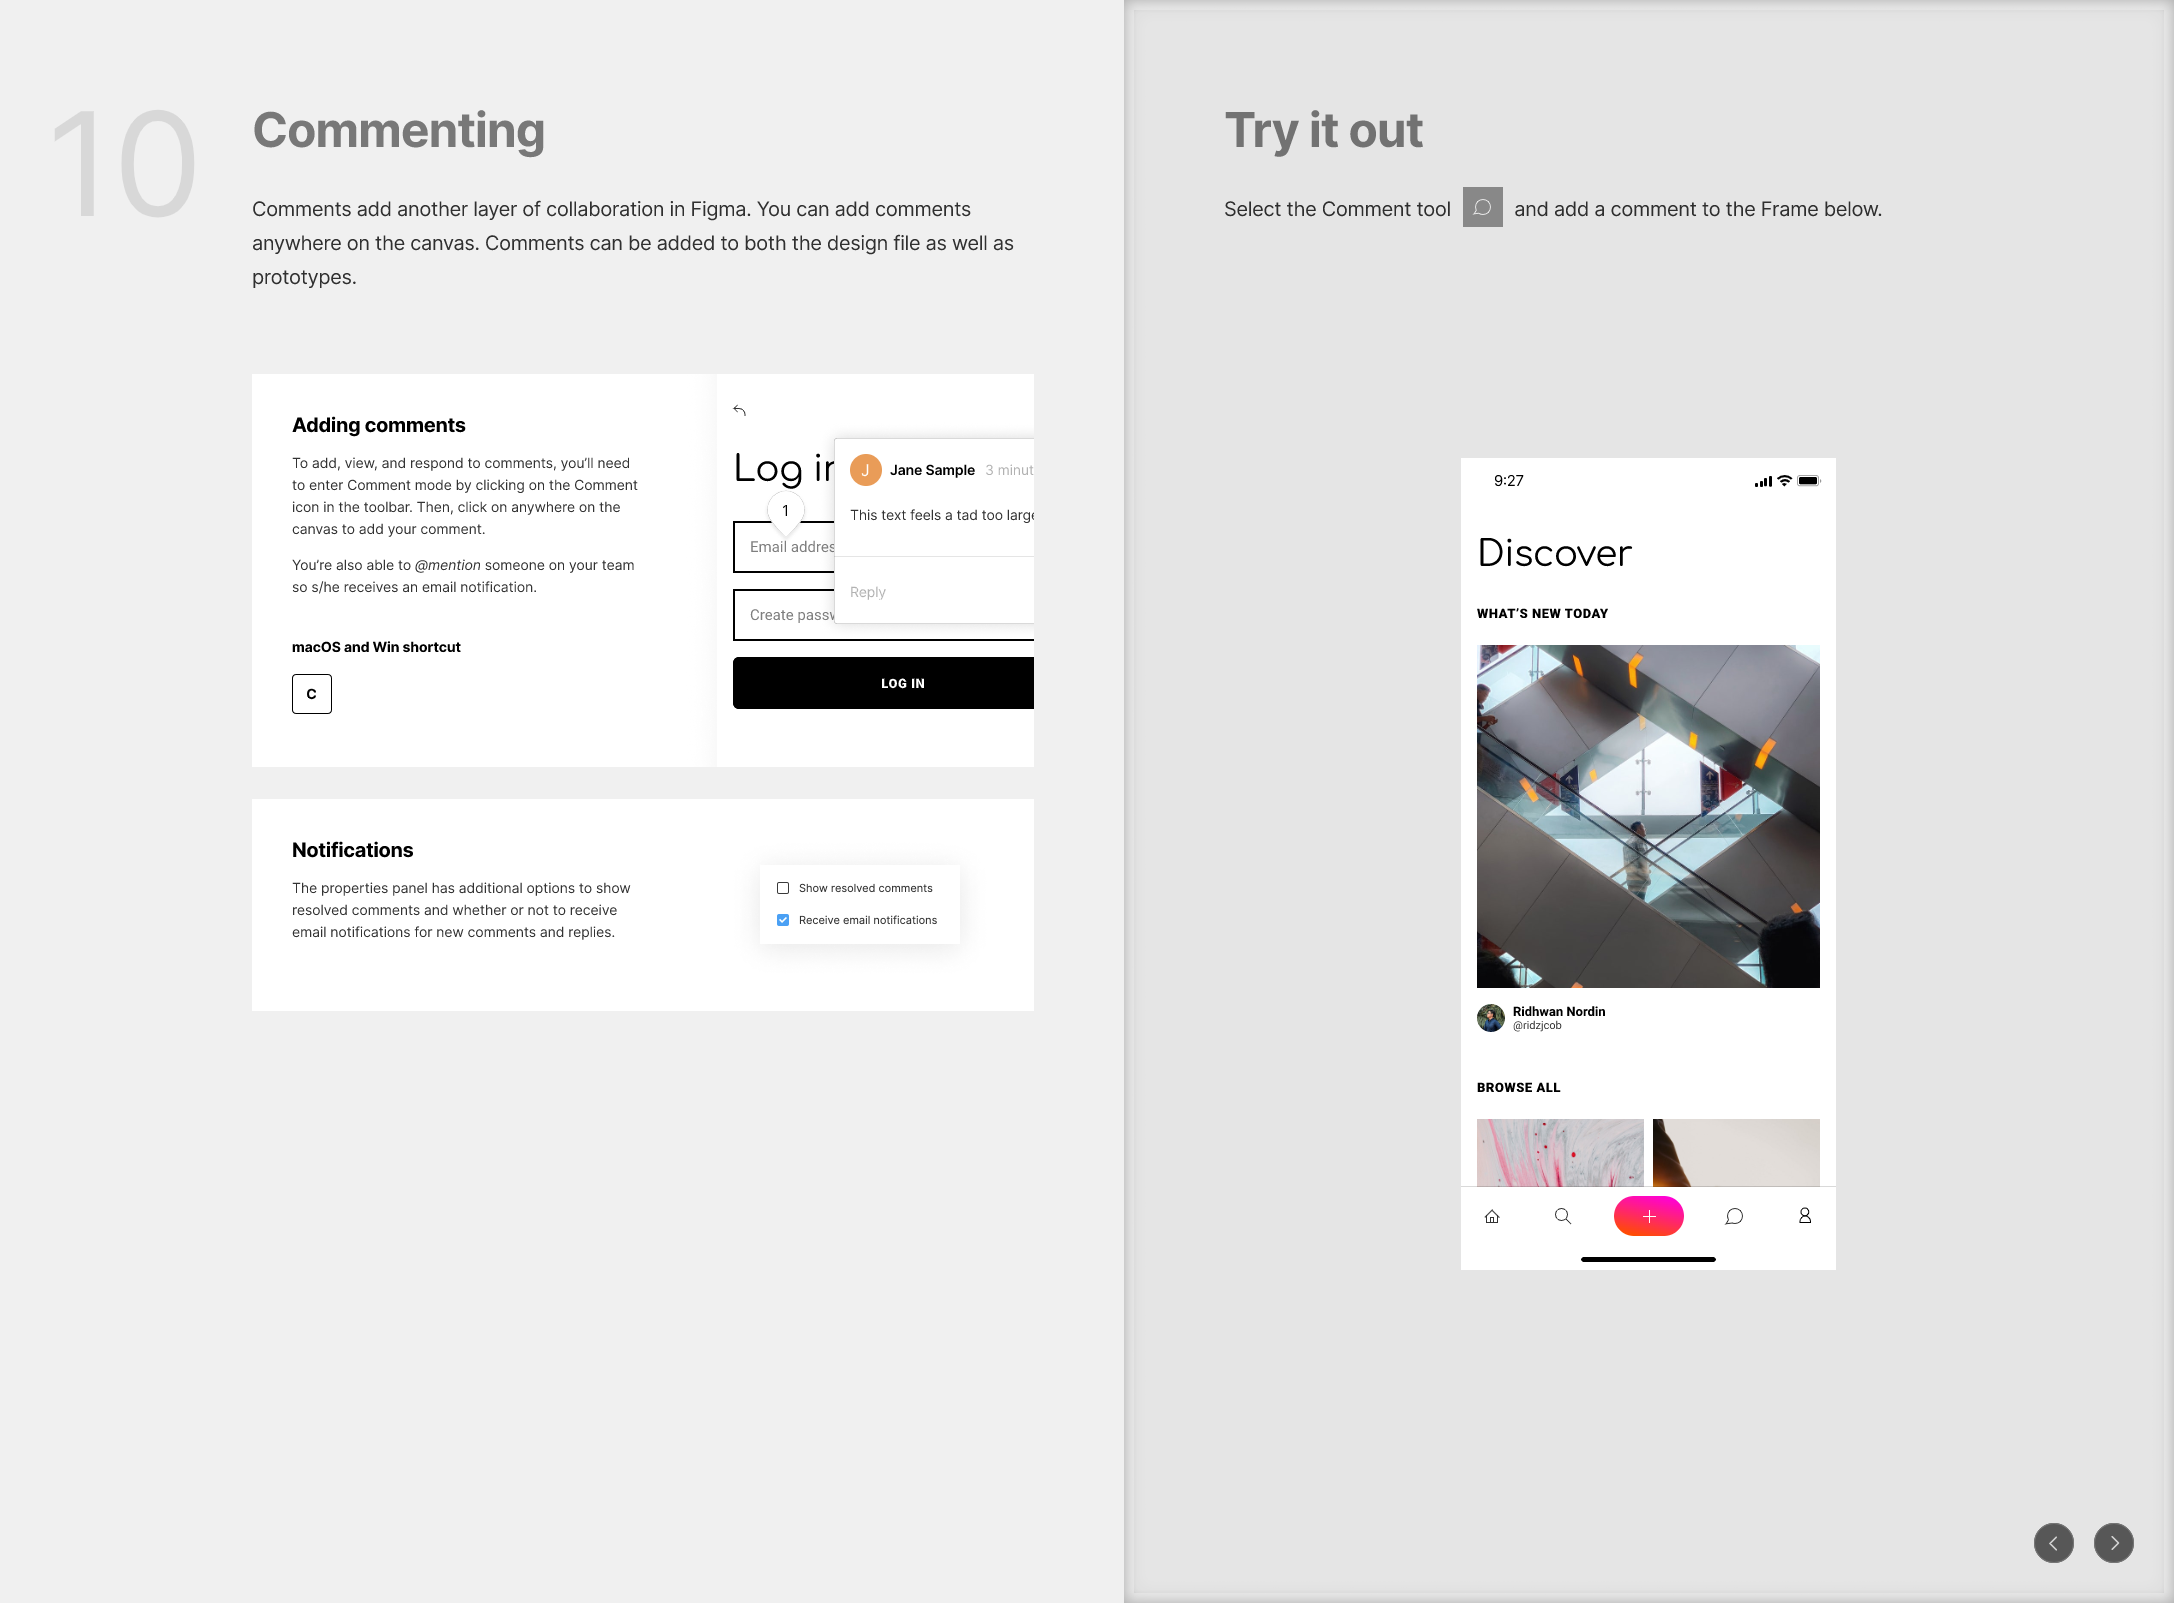 10
Commenting
Comments add another layer of collaboration in Figma. You can add comments
anywhere on the canvas. Comments can be added to both the design file as well as
prototypes.
Adding comments
To add, view, and respond to comments, you'll need
to enter Comment mode by clicking on the Comment
icon in the toolbar. Then, click on anywhere on the
canvas to add your comment.
You're also able to @mention someone on your team
so s/he receives an email notification.
macOS and Win shortcut
C
Log in
1
Email addres
Create passw
LOG IN
J
Jane Sample 3 minut
This text feels a tad too large
Reply
Notifications
The properties panel has additional options to show
resolved comments and whether or not to receive
email notifications for new comments and replies.
Show resolved comments
Receive email notifications
Try it out
Select the Comment tool and add a comment to the Frame below.
9:27
Discover
WHAT'S NEW TODAY
Ridhwan Nordin
@ridzjcob
BROWSE ALL